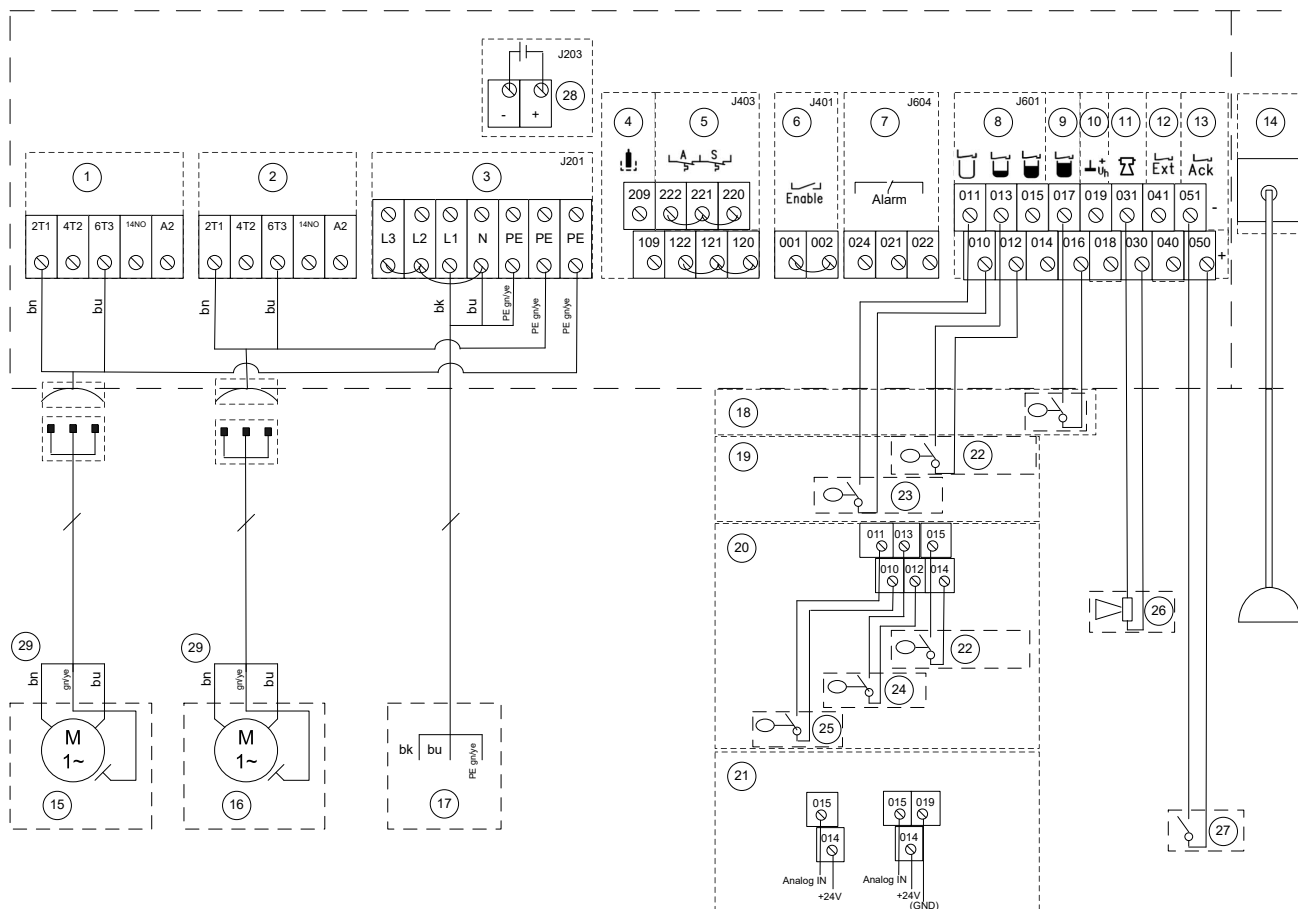 J203
28
- +
J403 J401 J604 J601
1 2 3 4 5 6 7 8 9 10 11 12 13 14
J201
A S
+
Uh
Ext Ack
Enable
Alarm
209 222 221 220
011 013 015 017 019 031 041 051 -
2T1 4T2 6T3 14NO A2
2T1 4T2 6T3 14NO A2
L3 L2 L1 N PE PE PE
109 122 121 120
001 002
024 021 022
010 012 014 016 018 030 040 050 +
bn bu bn bu bk bu PE gn/ye PE gn/ye PE gn/ye
18
19
22
23
20
011 013 015
010 012 014
26
22
24
25
29 29
bn gn/ye bu
bn gn/ye bu
M
1~
M
1~
bk bu PE gn/ye
15 16 17
21
27
015
014
015 019
014
Analog IN
+24V
Analog IN
+24V
(GND)